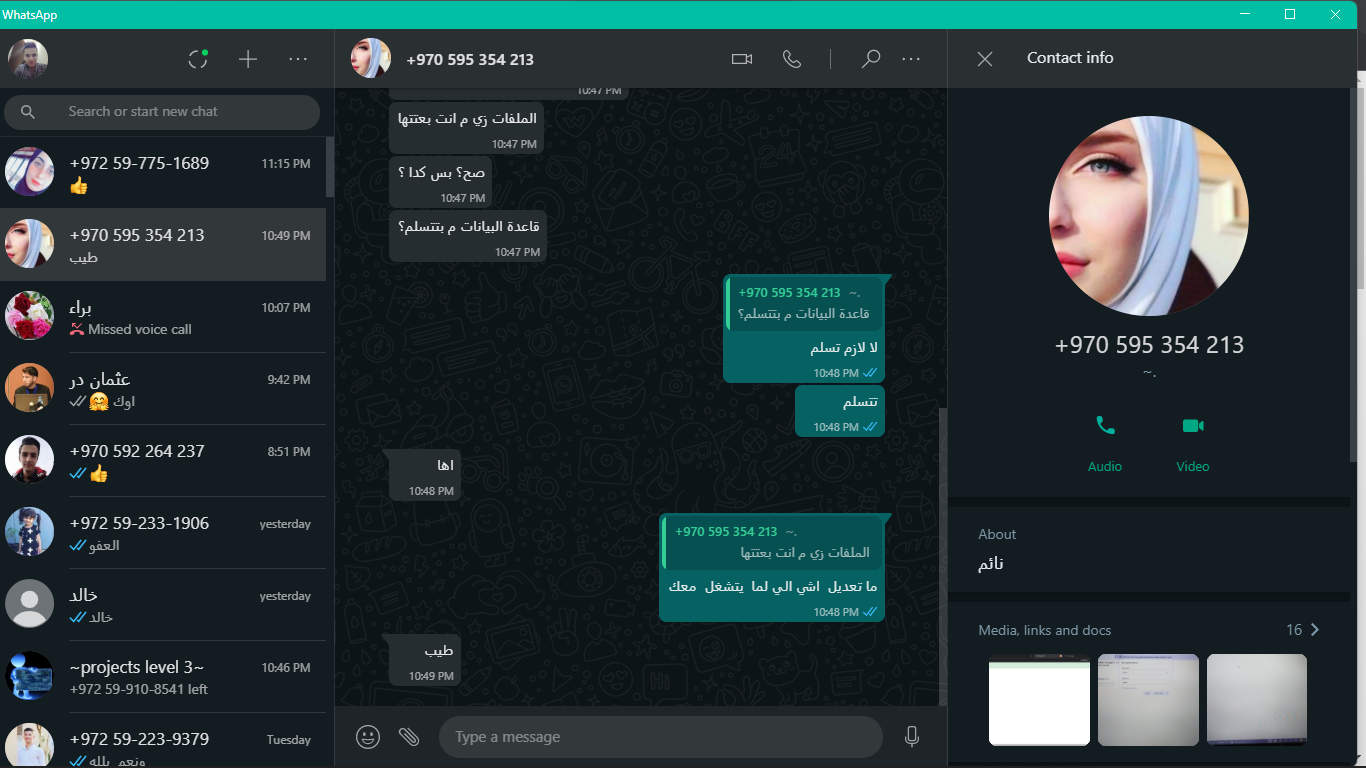 WhatsApp
Search or start new chat
+972 59-775-1689
11:15 PM
👍
+970 595 354 213
10:49 PM
طيب
براء
10:07 PM
Missed voice call
عثمان در
9:42 PM
اوك 🤗
+970 592 264 237
8:51 PM
👍
+972 59-233-1906
yesterday
العفو
خالد
yesterday
خالد
~projects level 3~
10:46 PM
+972 59-910-8541 left
+972 59-223-9379
Tuesday
ونعم بلله
+970 595 354 213
10:47 PM
الملفات زي م انت بعتتها
10:47 PM
صح؟ بس كدا ؟
10:47 PM
قاعدة البيانات م بتتسلم؟
10:47 PM
+970 595 354 213 ~.
قاعدة البيانات م بتتسلم؟
لا لازم تسلم
10:48 PM
تتسلم
10:48 PM
اها
10:48 PM
+970 595 354 213 ~.
الملفات زي م انت بعتتها
ما تعديل اشي الي لما يتشغل معك
10:48 PM
طيب
10:49 PM
Type a message
Contact info
+970 595 354 213
~.
Audio
Video
About
نائم
Media, links and docs
16